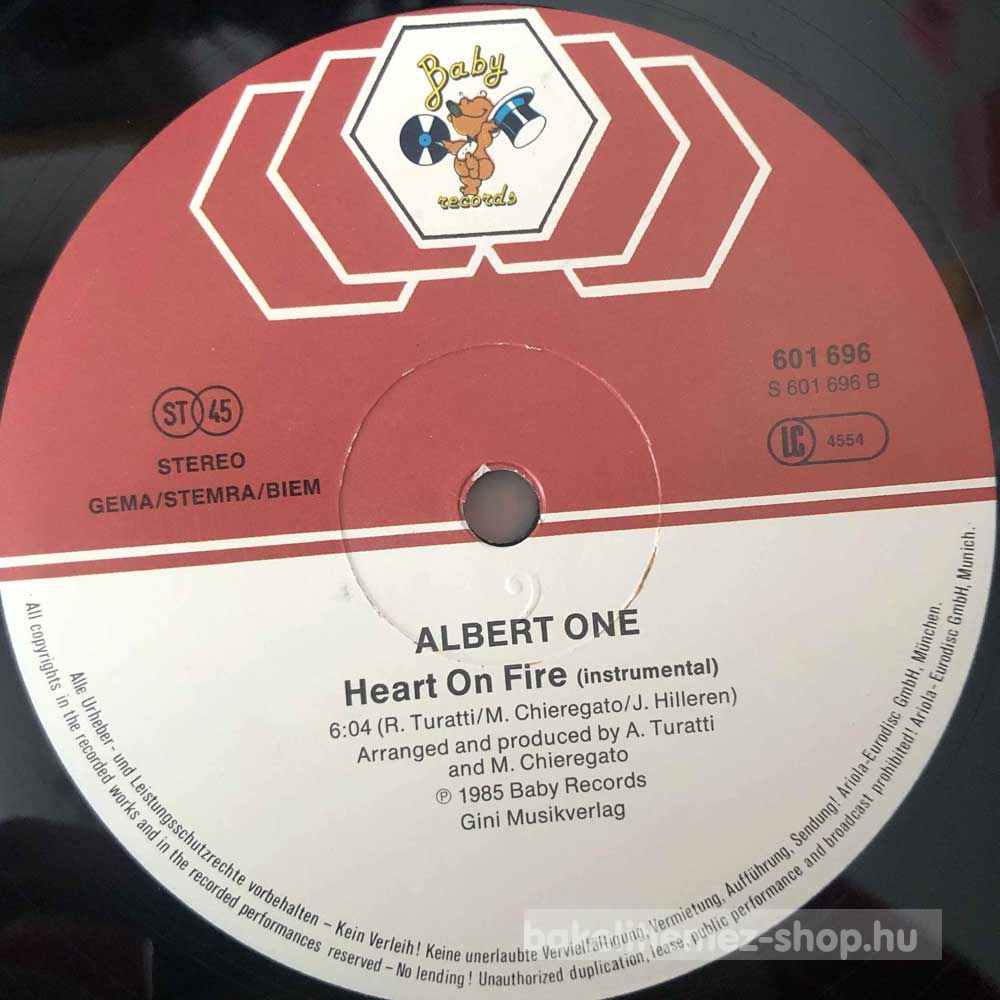 Baby
records
601 696
S 601 696 B
LC 4554
ST 45
STEREO
GEMA/STEMRA/BIEM
ALBERT ONE
Heart On Fire (instrumental)
6:04 (R. Turatti/M. Chieregato/J. Hilleren)
Arranged and produced by A. Turatti
and M. Chieregato
℗ 1985 Baby Records
Gini Musikverlag
Alle Urheber- und Leistungsschutzrechte vorbehalten – Kein Verleih! Keine unerlaubte Vervielfältigung, Vermietung, Aufführung, Sendung! Ariola-Eurodisc GmbH, München.
All copyrights in the recorded works and in the recorded performances reserved – No lending! Unauthorized duplication, lease, public performance and broadcast prohibited! Ariola-Eurodisc GmbH, Munich.
bakelitlemez-shop.hu